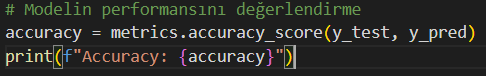 # Modelin performansını değerlendirme
accuracy = metrics.accuracy_score(y_test, y_pred)
print(f"Accuracy: {accuracy}")